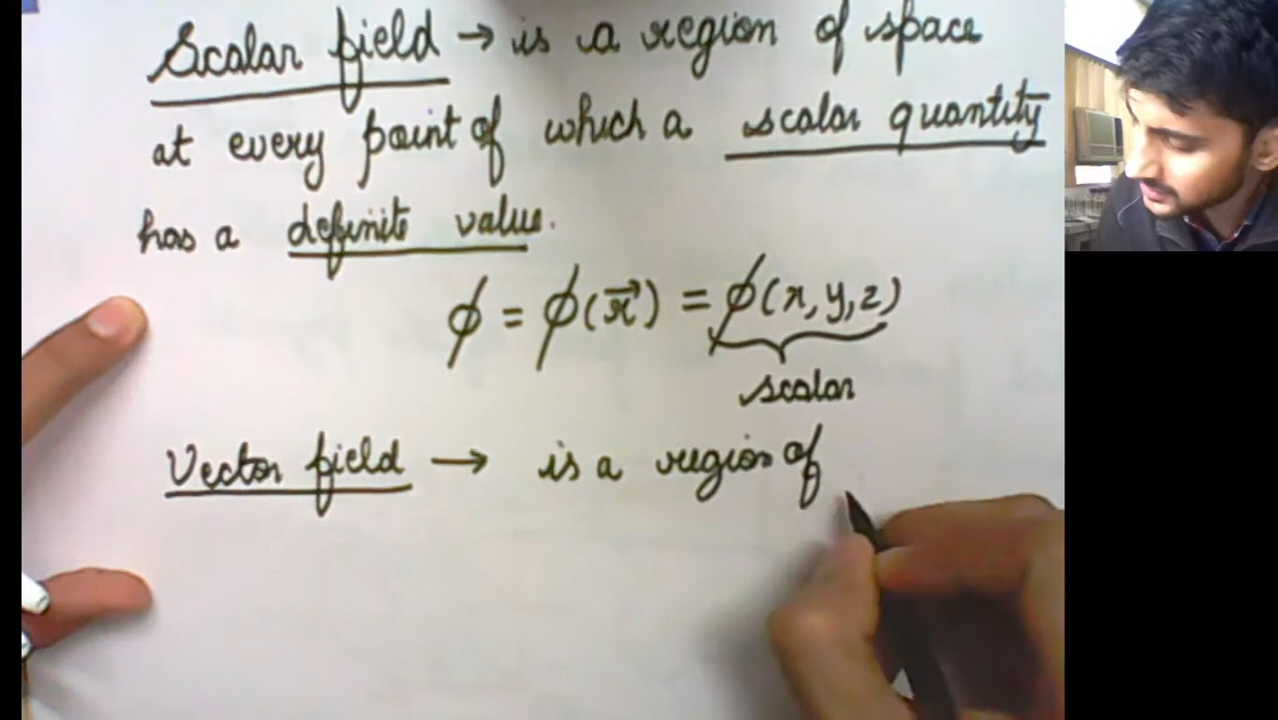 Scalar field → is a region of space
at every point of which a scalar quantity
has a definite value.
ϕ = ϕ(r⃗) = ϕ(x, y, z)
scalar
Vector field → is a region of